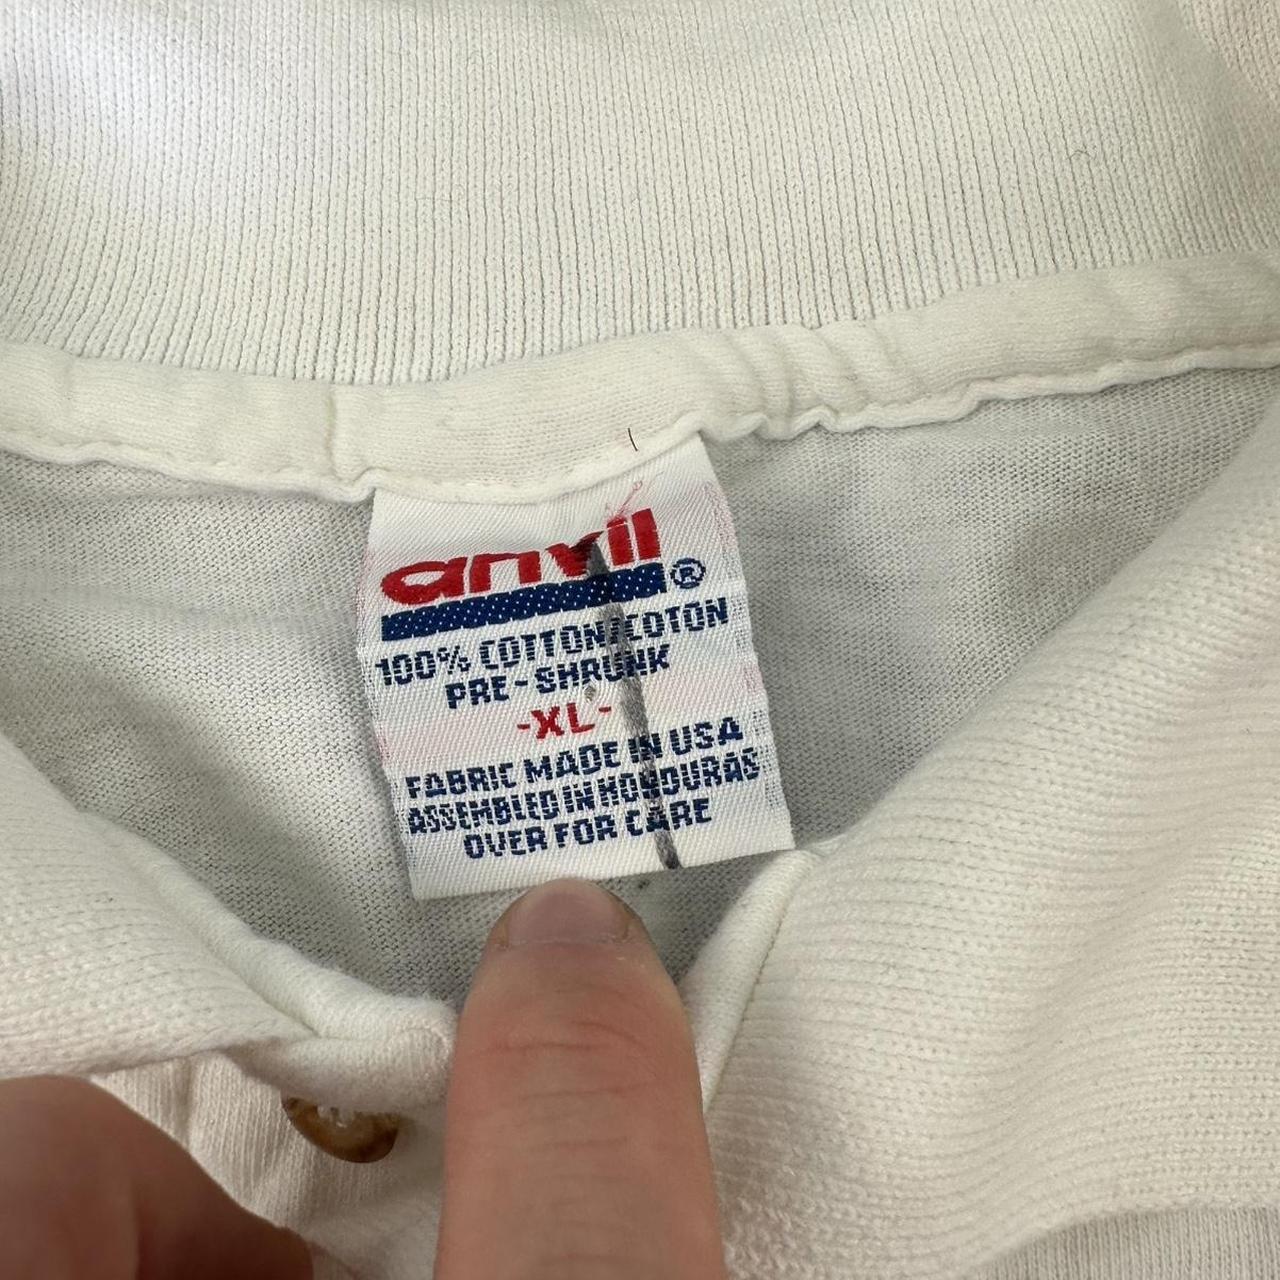 anvil®
100% COTTON/COTON
PRE-SHRUNK
-XL-
FABRIC MADE IN USA
ASSEMBLED IN HONDURAS
OVER FOR CARE